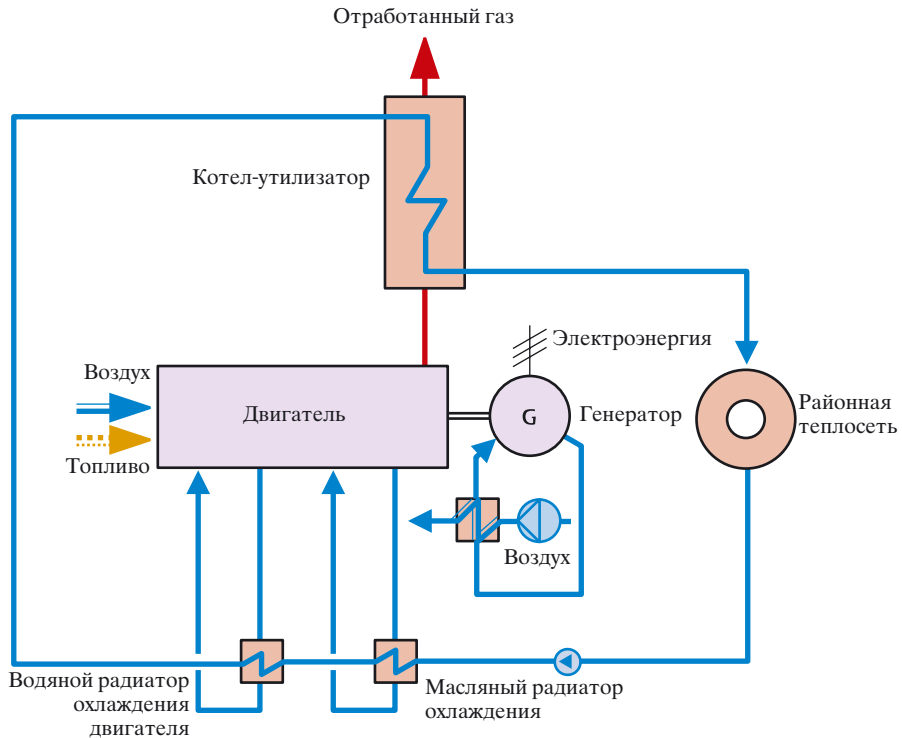 Отработанный газ
Котел-утилизатор
Электроэнергия
Воздух
Двигатель
G
Генератор
Районная
теплосеть
Топливо
Воздух
Водяной радиатор
охлаждения
двигателя
Масляный радиатор
охлаждения